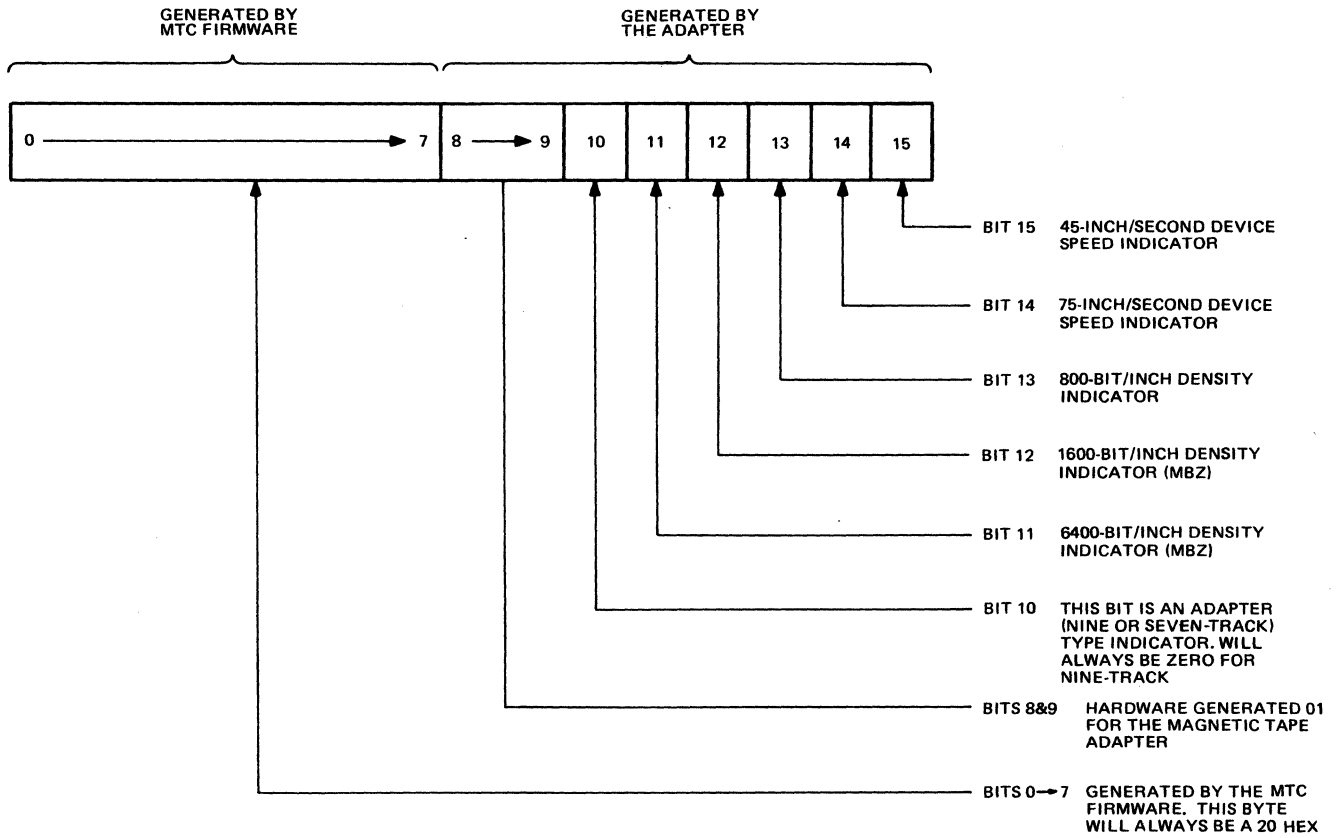 GENERATED BY
MTC FIRMWARE
GENERATED BY
THE ADAPTER
0 7 8 9 10 11 12 13 14 15
BIT 15 45-INCH/SECOND DEVICE
SPEED INDICATOR
BIT 14 75-INCH/SECOND DEVICE
SPEED INDICATOR
BIT 13 800-BIT/INCH DENSITY
INDICATOR
BIT 12 1600-BIT/INCH DENSITY
INDICATOR (MBZ)
BIT 11 6400-BIT/INCH DENSITY
INDICATOR (MBZ)
BIT 10 THIS BIT IS AN ADAPTER
(NINE OR SEVEN-TRACK)
TYPE INDICATOR. WILL
ALWAYS BE ZERO FOR
NINE-TRACK
BITS 8&9 HARDWARE GENERATED 01
FOR THE MAGNETIC TAPE
ADAPTER
BITS 0→7 GENERATED BY THE MTC
FIRMWARE. THIS BYTE
WILL ALWAYS BE A 20 HEX